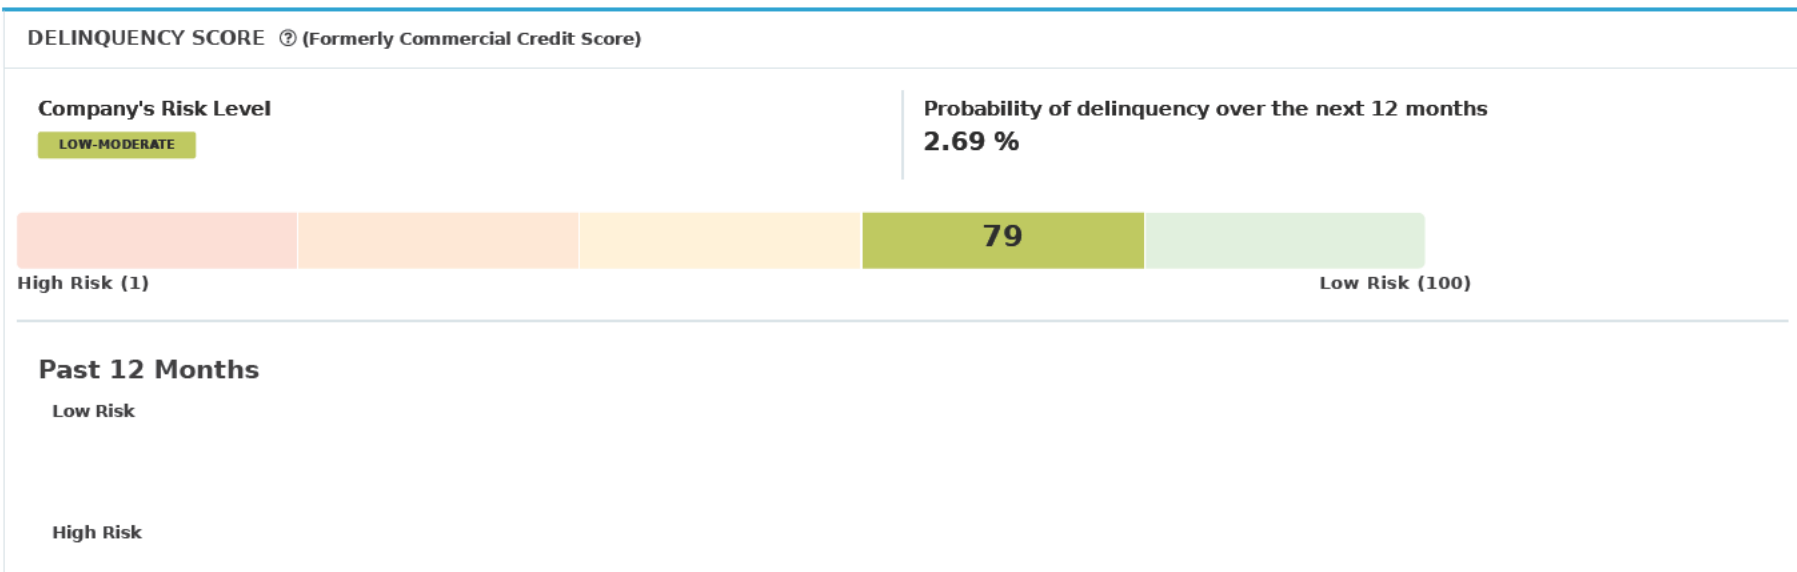 DELINQUENCY SCORE ? (Formerly Commercial Credit Score)
Company's Risk Level
LOW-MODERATE
Probability of delinquency over the next 12 months
2.69 %
79
High Risk (1)
Low Risk (100)
Past 12 Months
Low Risk
High Risk